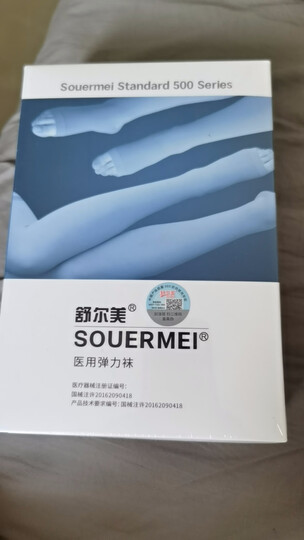 Souermei Standard 500 Series
舒尔美®
SOUERMEI®
医用弹力袜
医疗器械注册证编号:
国械注许20162090418
产品技术要求编号: 国械注许20162090418